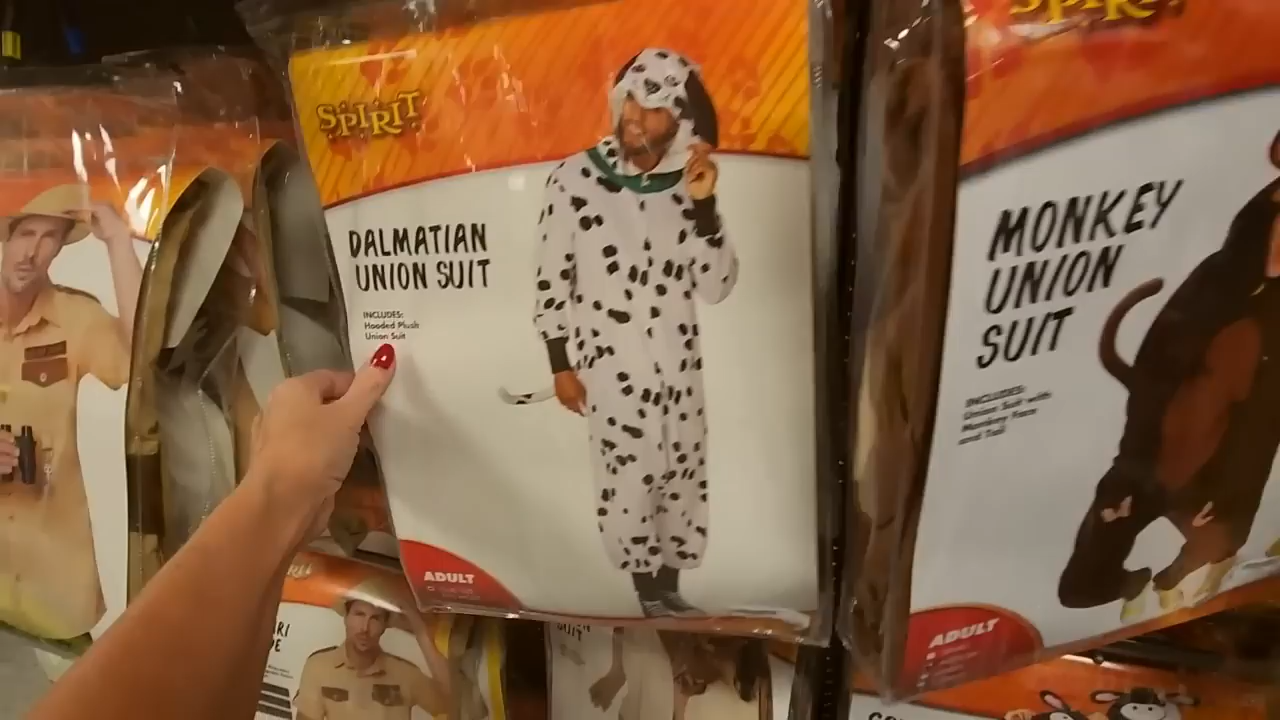 SPIRIT
DALMATIAN
UNION SUIT
INCLUDES:
Hooded Plush
Union Suit
ADULT
SPIRIT
MONKEY
UNION
SUIT
INCLUDES:
Union Suit with
Monkey Face
and Tail
ADULT